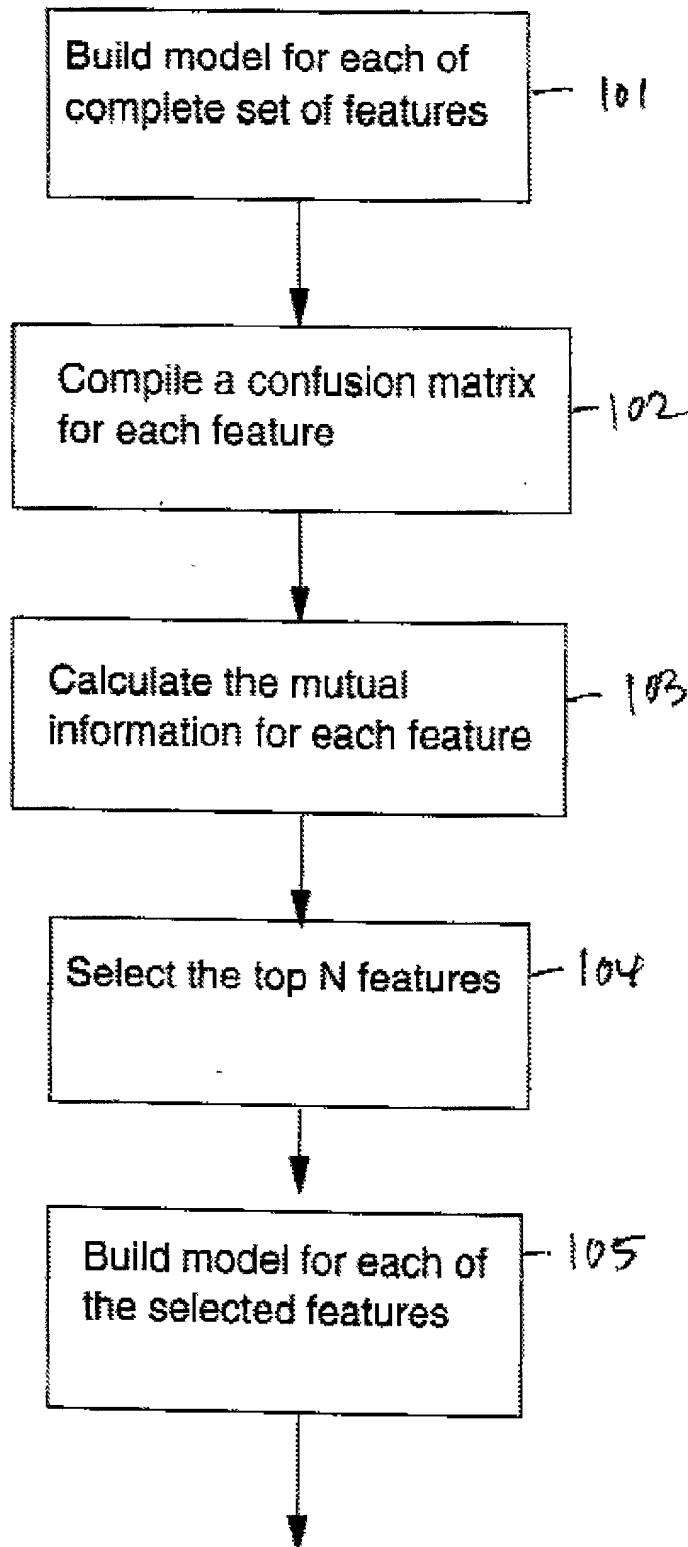 Build model for each of
complete set of features
101
Compile a confusion matrix
for each feature
102
Calculate the mutual
information for each feature
103
Select the top N features
104
Build model for each of
the selected features
105